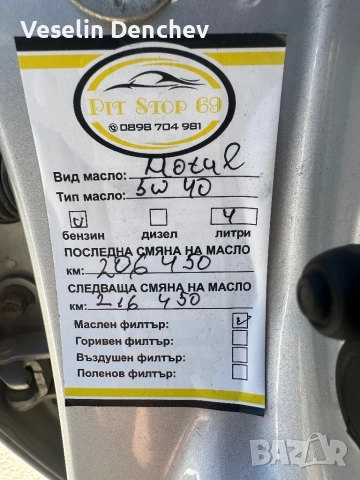 Veselin Denchev
PIT STOP 69
0898 704 981
Вид масло: Motul
Тип масло: 5w 40
4
бензин дизел литри
ПОСЛЕДНА СМЯНА НА МАСЛО
км: 206 450
СЛЕДВАЩА СМЯНА НА МАСЛО
км: 216 450
Маслен филтър:
Горивен филтър:
Въздушен филтър:
Поленов филтър:
BAZAR